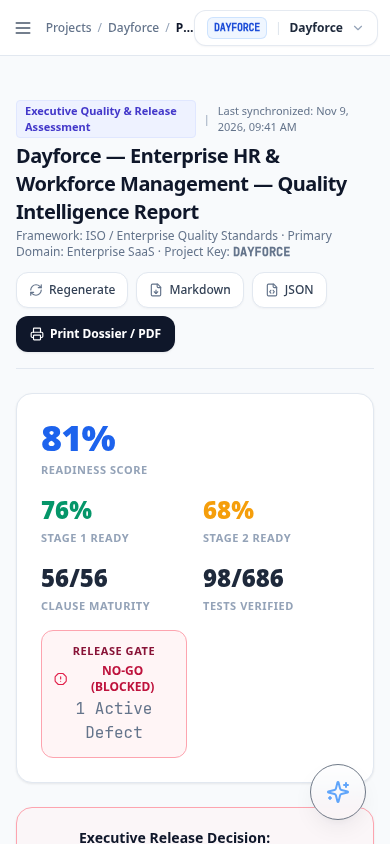 Projects / Dayforce / P...
DAYFORCE Dayforce
Executive Quality & Release
Assessment
| Last synchronized: Nov 9,
2026, 09:41 AM
Dayforce — Enterprise HR &
Workforce Management — Quality
Intelligence Report
Framework: ISO / Enterprise Quality Standards · Primary
Domain: Enterprise SaaS · Project Key: DAYFORCE
Regenerate
Markdown
JSON
Print Dossier / PDF
81%
READINESS SCORE
76%
STAGE 1 READY
68%
STAGE 2 READY
56/56
CLAUSE MATURITY
98/686
TESTS VERIFIED
RELEASE GATE
NO-GO
(BLOCKED)
1 Active
Defect
Executive Release Decision: